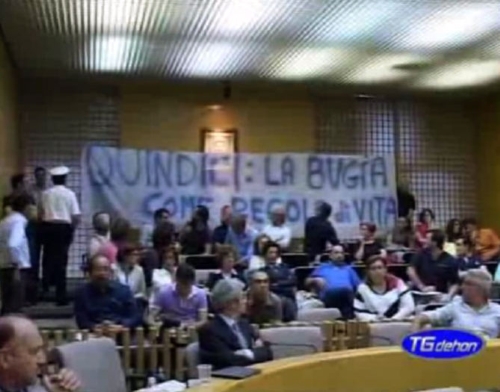 QUINDICI: LA BUGIA
COME REGOLA di VITA
TGdehon